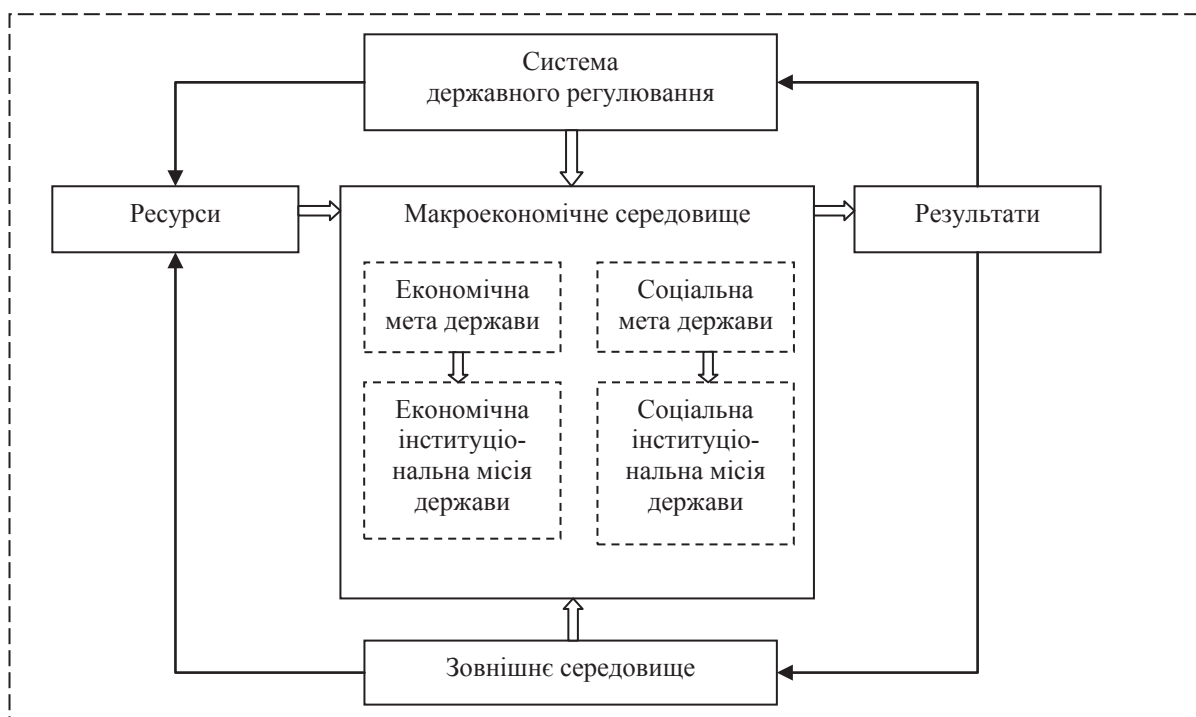 Система
державного регулювання
Ресурси
Макроекономічне середовище
Результати
Економічна
мета держави
Соціальна
мета держави
Економічна
інституціо-
нальна місія
держави
Соціальна
інституціо-
нальна місія
держави
Зовнішнє середовище